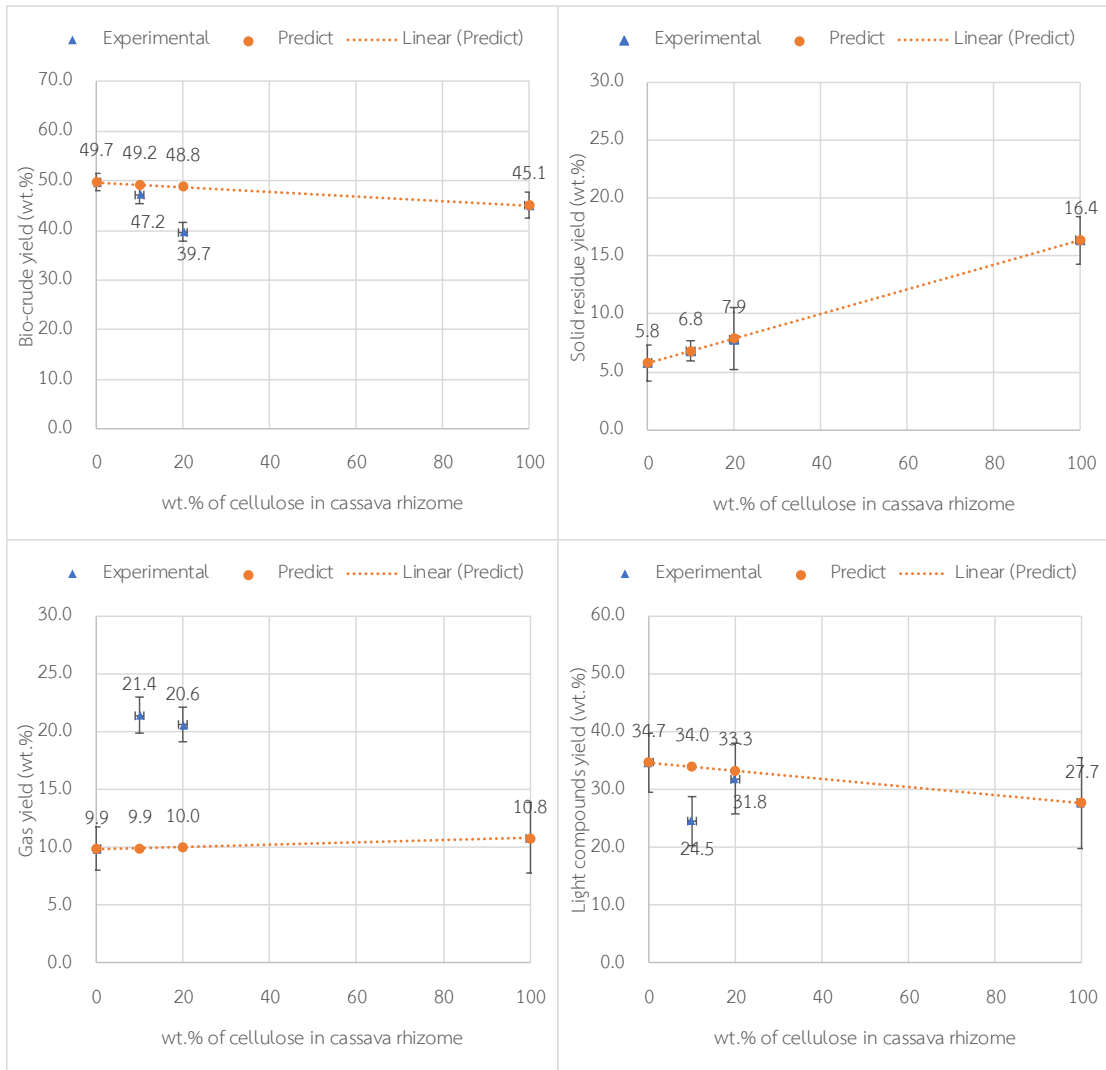 Experimental Predict Linear (Predict)
70.0
60.0
50.0
40.0
30.0
20.0
10.0
0.0
Bio-crude yield (wt.%)
49.7 49.2 48.8 45.1
47.2
39.7
0 20 40 60 80 100
wt.% of cellulose in cassava rhizome
Experimental Predict Linear (Predict)
30.0
25.0
20.0
15.0
10.0
5.0
0.0
Solid residue yield (wt.%)
5.8 6.8 7.9 16.4
0 20 40 60 80 100
wt.% of cellulose in cassava rhizome
Experimental Predict Linear (Predict)
30.0
25.0
20.0
15.0
10.0
5.0
0.0
Gas yield (wt.%)
21.4 20.6
9.9 9.9 10.0 10.8
0 20 40 60 80 100
wt.% of cellulose in cassava rhizome
Experimental Predict Linear (Predict)
60.0
50.0
40.0
30.0
20.0
10.0
0.0
Light compounds yield (wt.%)
34.7 34.0 33.3 27.7
31.8
24.5
0 20 40 60 80 100
wt.% of cellulose in cassava rhizome